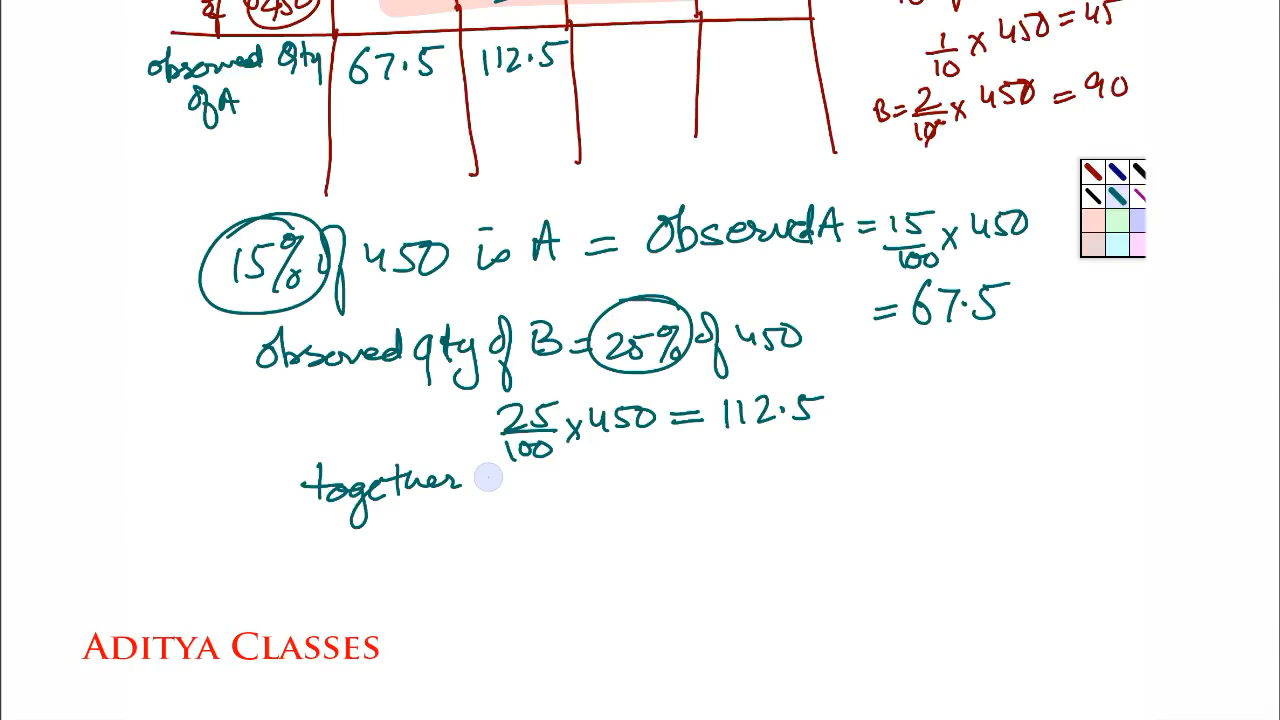 of 450
observed Qty 67.5 112.5
of A
1/10 × 450 = 45
B = 2/10 × 450 = 90
15% of 450 is A = Observed A = 15/100 × 450
= 67.5
observed qty of B = 25% of 450
25/100 × 450 = 112.5
together
ADITYA CLASSES